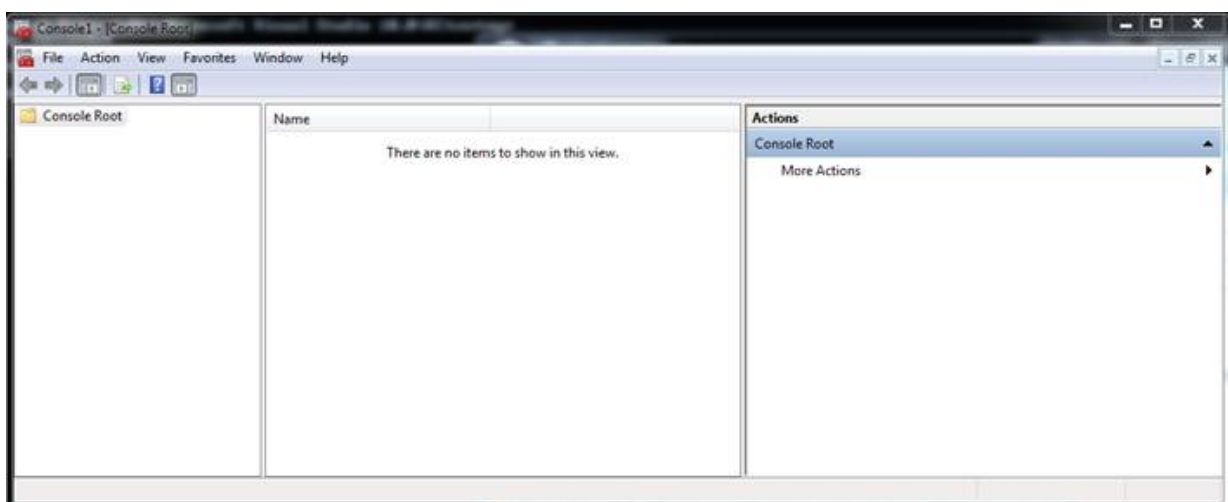 Console1 - [Console Root]
File Action View Favorites Window Help
Console Root
Name
There are no items to show in this view.
Actions
Console Root
More Actions